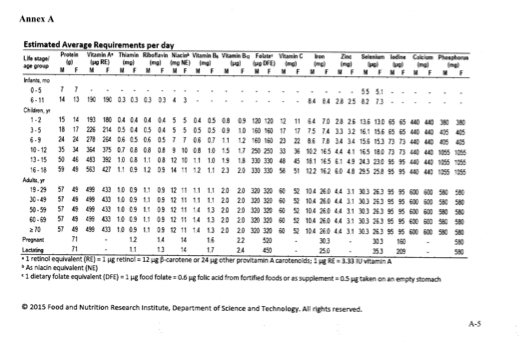 Annex A
Estimated Average Requirements per day
Life stage/ age group Protein (g) Vitamin Aᵃ (µg RE) Thiamin (mg) Riboflavin (mg) Niacinᵇ (mg NE) Vitamin B₆ (mg) Vitamin B₁₂ (µg) Folateᶜ (µg DFE) Vitamin C (mg) Iron (mg) Zinc (mg) Selenium (µg) Iodine (µg) Calcium (mg) Phosphorus (mg)
M F M F M F M F M F M F M F M F M F M F M F M F M F M F M F
Infants, mo
0 - 5 7 7 - - - - - - - - - - - - - - - - - - - - 5.5 5.1 - - - - - -
6 - 11 14 13 190 190 0.3 0.3 0.3 0.3 4 3 - - - - - - - - 8.4 8.4 2.8 2.5 8.2 7.3 - - - - - -
Children, yr
1 - 2 15 14 193 180 0.4 0.4 0.4 0.4 5 5 0.4 0.5 0.8 0.9 120 120 12 11 6.4 7.0 2.8 2.6 13.6 13.0 65 65 440 440 380 380
3 - 5 18 17 226 214 0.5 0.4 0.5 0.4 5 5 0.5 0.5 0.9 1.0 160 160 17 17 7.5 7.4 3.3 3.2 16.1 15.6 65 65 440 440 405 405
6 - 9 24 24 278 264 0.6 0.5 0.6 0.5 7 7 0.6 0.7 1.1 1.2 160 160 23 22 8.6 7.8 3.4 3.4 15.6 15.3 73 73 440 440 405 405
10 - 12 35 34 364 375 0.7 0.8 0.8 0.8 9 10 0.8 1.0 1.5 1.7 250 250 33 36 10.2 16.5 4.4 4.1 16.5 18.0 73 73 440 440 1055 1055
13 - 15 50 46 483 392 1.0 0.8 1.1 0.8 12 10 1.1 1.0 1.9 1.8 330 330 48 45 18.1 16.5 6.1 4.9 24.3 23.0 95 95 440 440 1055 1055
16 - 18 59 49 563 427 1.1 0.9 1.2 0.9 14 11 1.2 1.1 2.3 2.0 330 330 58 51 12.2 16.2 6.0 4.8 29.5 25.8 95 95 440 440 1055 1055
Adults, yr
19 - 29 57 49 499 433 1.0 0.9 1.1 0.9 12 11 1.1 1.1 2.0 2.0 320 320 60 52 10.4 26.0 4.4 3.1 30.3 26.3 95 95 600 600 580 580
30 - 49 57 49 499 433 1.0 0.9 1.1 0.9 12 11 1.1 1.1 2.0 2.0 320 320 60 52 10.4 26.0 4.4 3.1 30.3 26.3 95 95 600 600 580 580
50 - 59 57 49 499 433 1.0 0.9 1.1 0.9 12 11 1.4 1.3 2.0 2.0 320 320 60 52 10.4 26.0 4.4 3.1 30.3 26.3 95 95 600 600 580 580
60 - 69 57 49 499 433 1.0 0.9 1.1 0.9 12 11 1.4 1.3 2.0 2.0 320 320 60 52 10.4 26.0 4.4 3.1 30.3 26.3 95 95 600 600 580 580
≥ 70 57 49 499 433 1.0 0.9 1.1 0.9 12 11 1.4 1.3 2.0 2.0 320 320 60 52 10.4 26.0 4.4 3.1 30.3 26.3 95 95 600 600 580 580
Pregnant 71 - 1.2 1.4 14 1.6 2.2 520 - 30.3 - 30.3 160 - 580
Lactating 71 - 1.1 1.3 14 1.7 2.4 450 - 25.0 - 35.3 209 - 580
ᵃ 1 retinol equivalent (RE) = 1 µg retinol = 12 µg β-carotene or 24 µg other provitamin A carotenoids; 1 µg RE = 3.33 IU vitamin A
ᵇ As niacin equivalent (NE)
ᶜ 1 dietary folate equivalent (DFE) = 1 µg food folate = 0.6 µg folic acid from fortified foods or as supplement = 0.5 µg taken on an empty stomach
© 2015 Food and Nutrition Research Institute, Department of Science and Technology. All rights reserved.
A-5